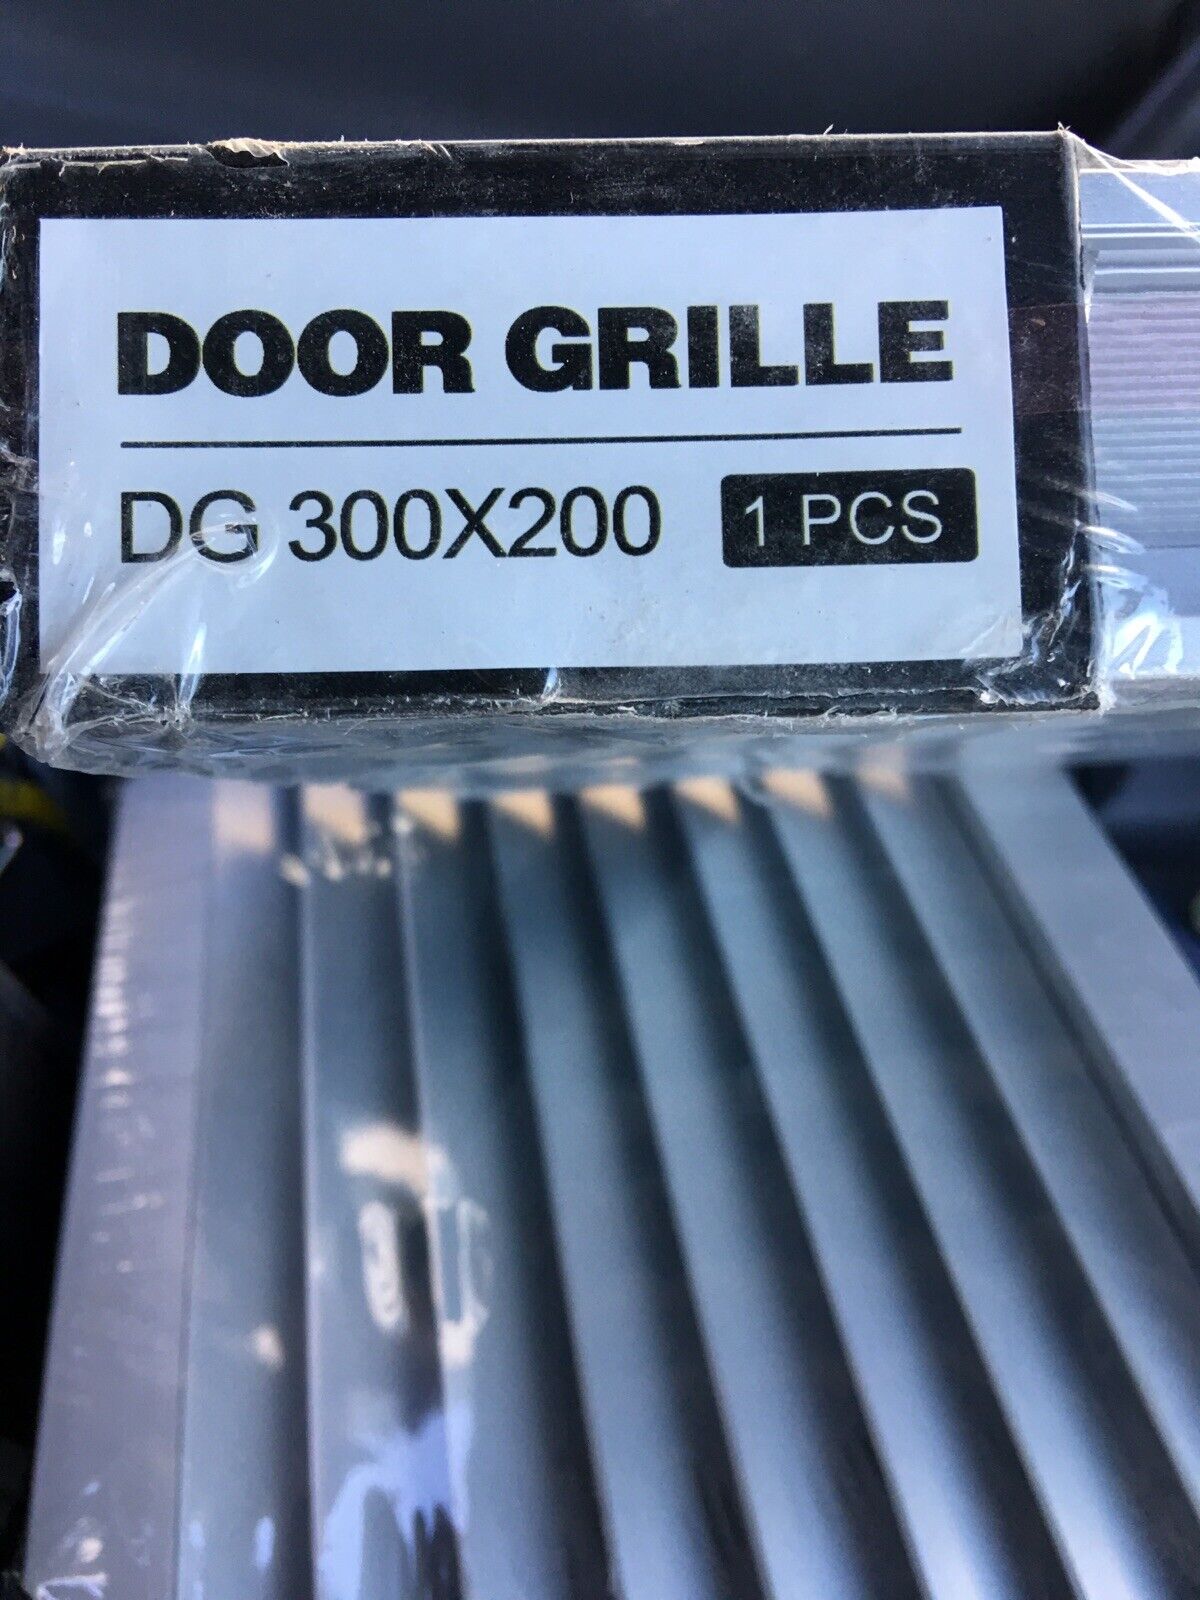 DOOR GRILLE
DG 300X200 1 PCS